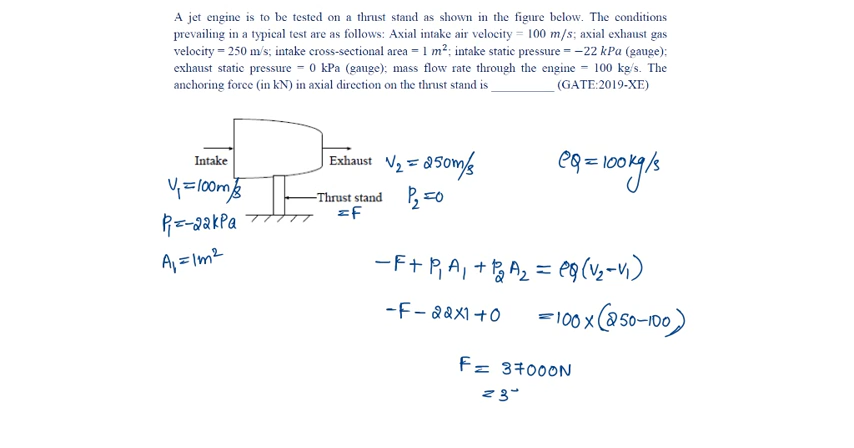 A jet engine is to be tested on a thrust stand as shown in the figure below. The conditions
prevailing in a typical test are as follows: Axial intake air velocity = 100 m/s; axial exhaust gas
velocity = 250 m/s; intake cross-sectional area = 1 m²; intake static pressure = −22 kPa (gauge);
exhaust static pressure = 0 kPa (gauge); mass flow rate through the engine = 100 kg/s. The
anchoring force (in kN) in axial direction on the thrust stand is __________ (GATE:2019-XE)
Intake
Exhaust V₂ = 250m/s
ρQ = 100kg/s
V₁ = 100m/s
Thrust stand
= F
P₂ = 0
P₁ = -22kPa
A₁ = 1m²
-F + P₁A₁ + P₂A₂ = ρQ(V₂-V₁)
-F - 22×1 + 0 = 100 × (250-100)
F = 37000N
= 3